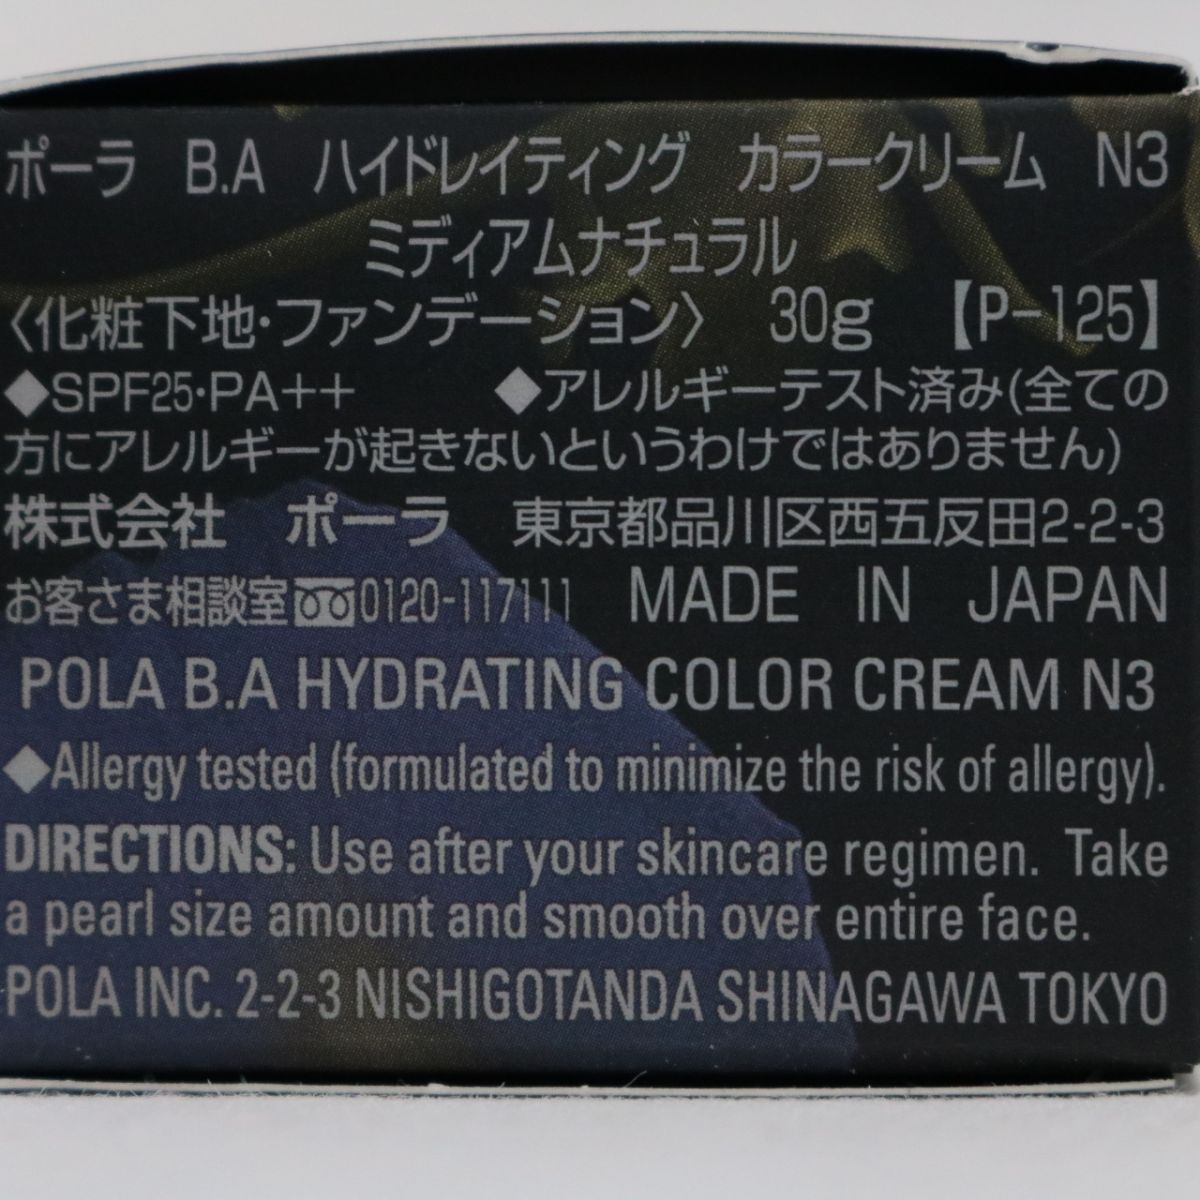 ポーラ B.A ハイドレイティング カラークリーム N3
ミディアムナチュラル
〈化粧下地・ファンデーション〉 30g 【P-125】
◆SPF25・PA++ ◆アレルギーテスト済み(全ての
方にアレルギーが起きないというわけではありません)
株式会社 ポーラ 東京都品川区西五反田2-2-3
お客さま相談室 0120-117111 MADE IN JAPAN
POLA B.A HYDRATING COLOR CREAM N3
◆Allergy tested (formulated to minimize the risk of allergy).
DIRECTIONS: Use after your skincare regimen. Take
a pearl size amount and smooth over entire face.
POLA INC. 2-2-3 NISHIGOTANDA SHINAGAWA TOKYO